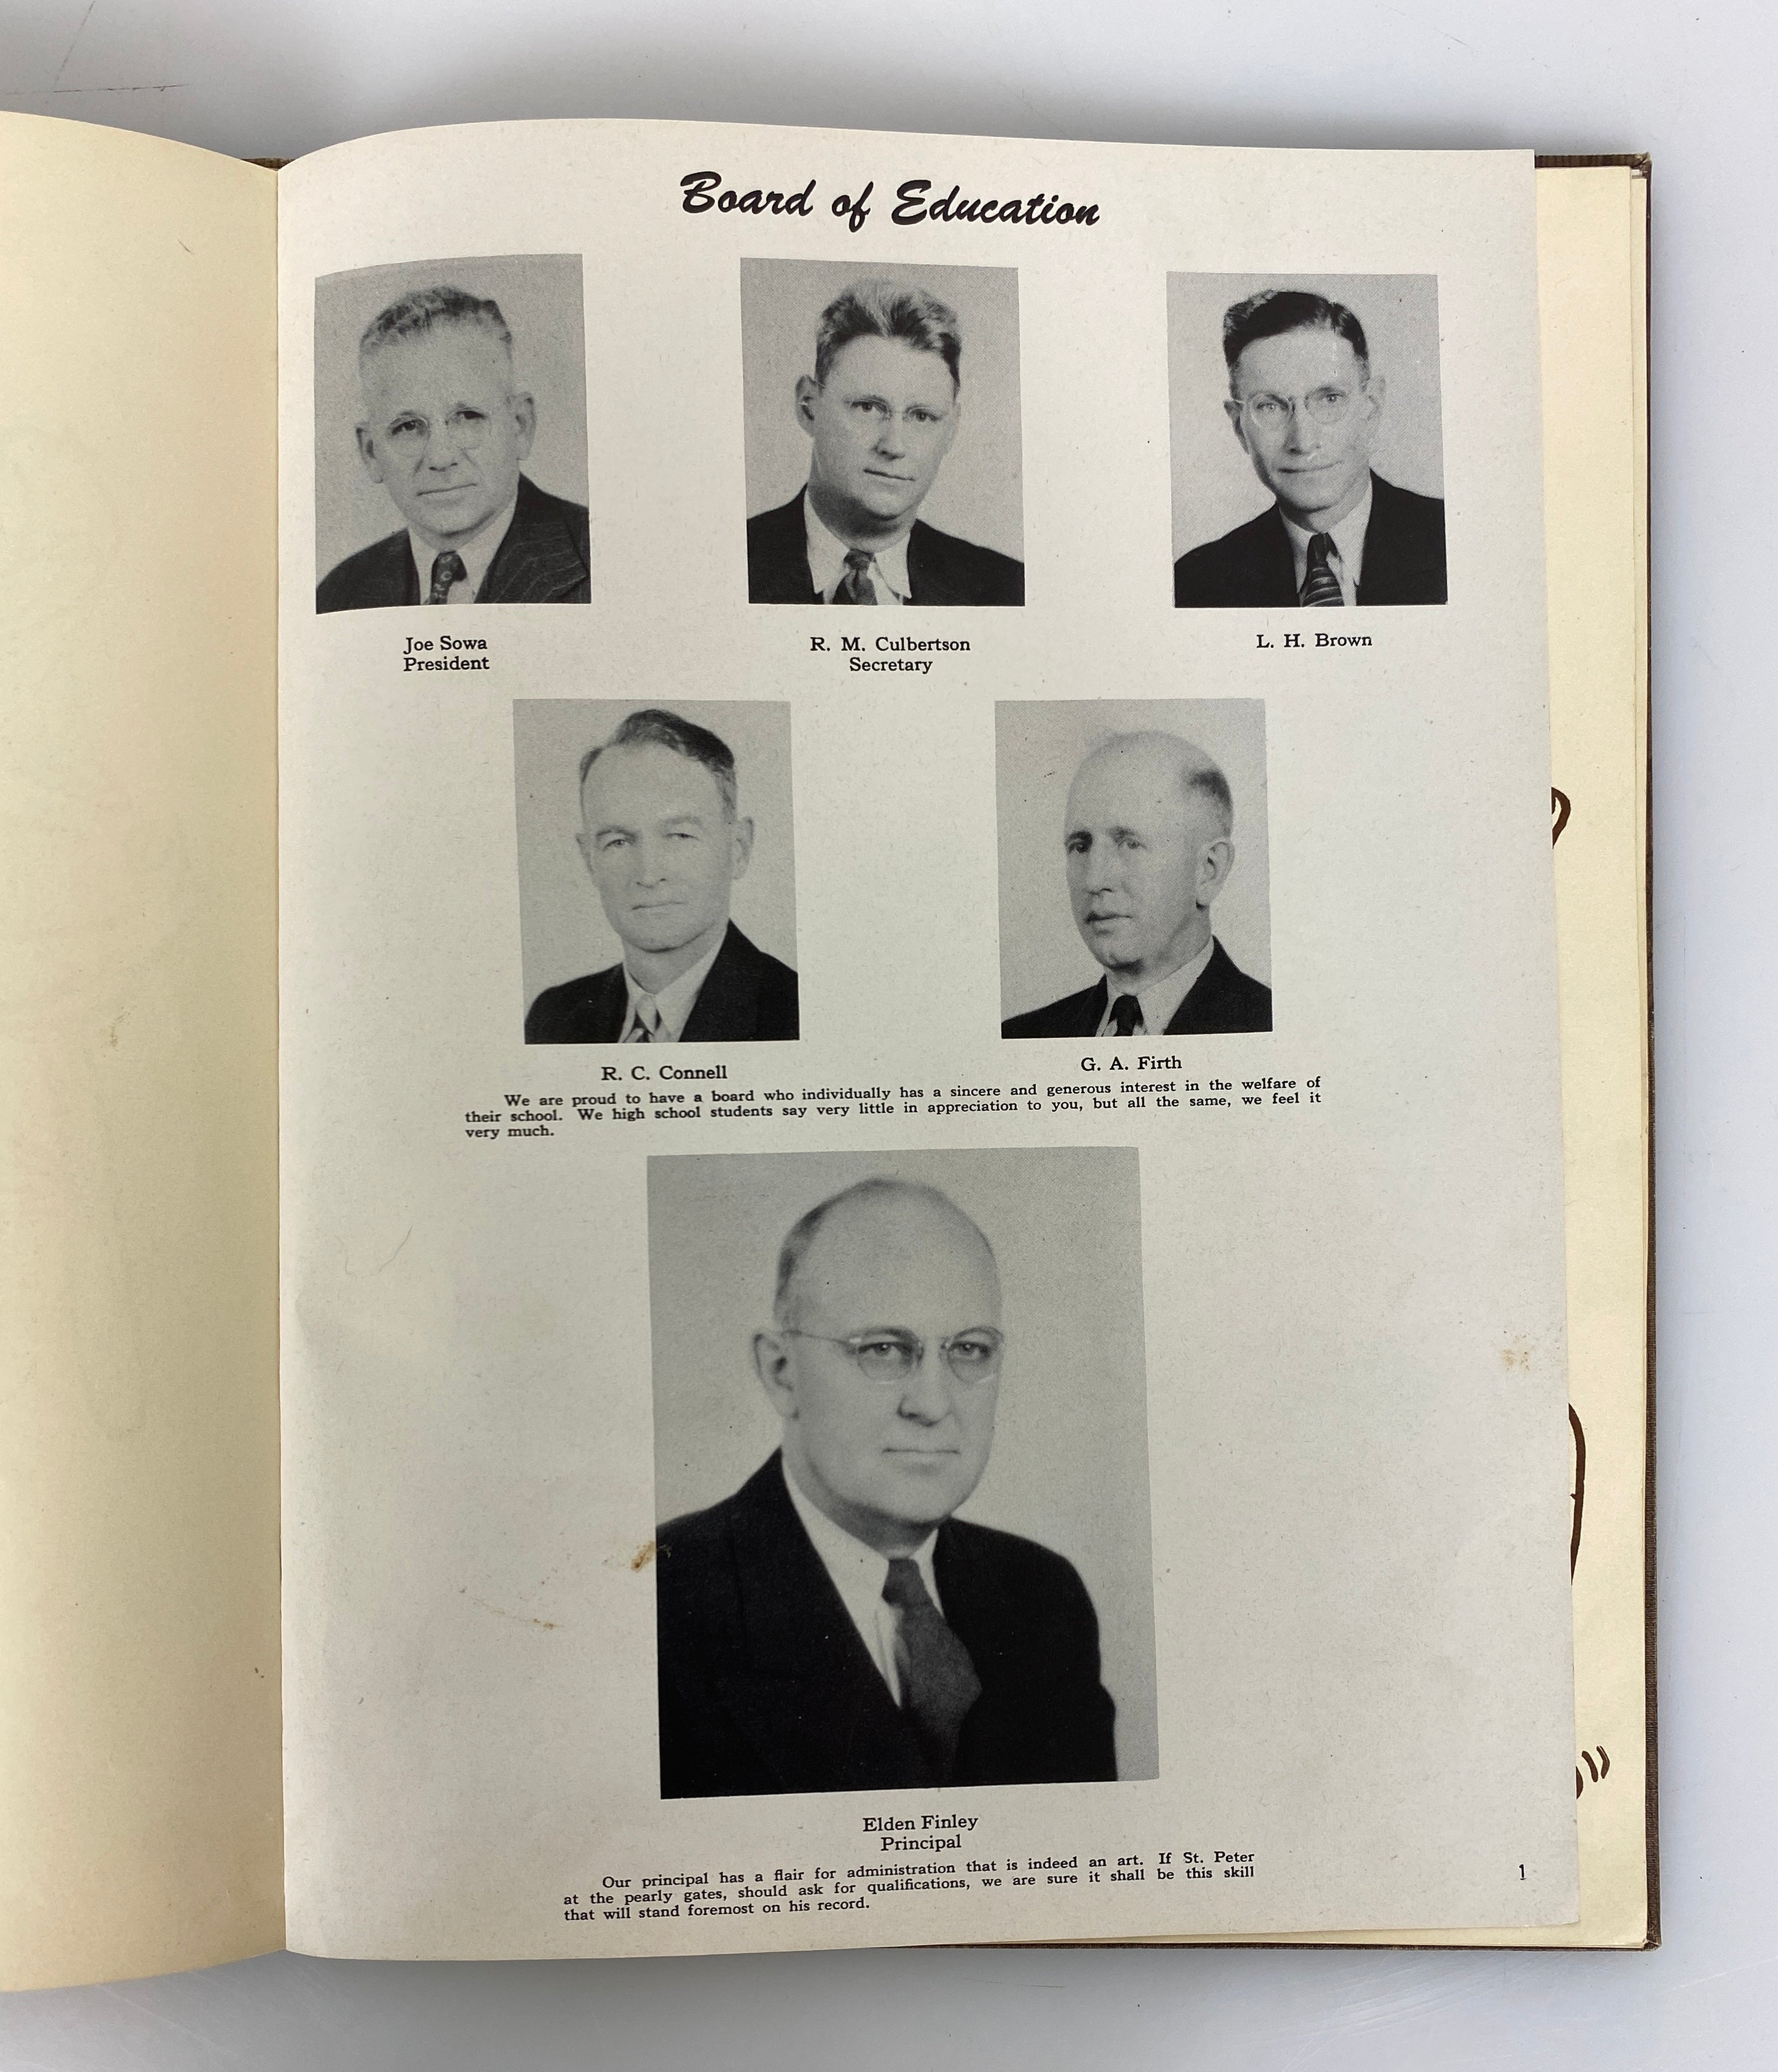 Board of Education
Joe Sowa
President
R. M. Culbertson
Secretary
L. H. Brown
R. C. Connell
G. A. Firth
We are proud to have a board who individually has a sincere and generous interest in the welfare of
their school. We high school students say very little in appreciation to you, but all the same, we feel it
very much.
Elden Finley
Principal
Our principal has a flair for administration that is indeed an art. If St. Peter
at the pearly gates, should ask for qualifications, we are sure it shall be this skill
that will stand foremost on his record.
1